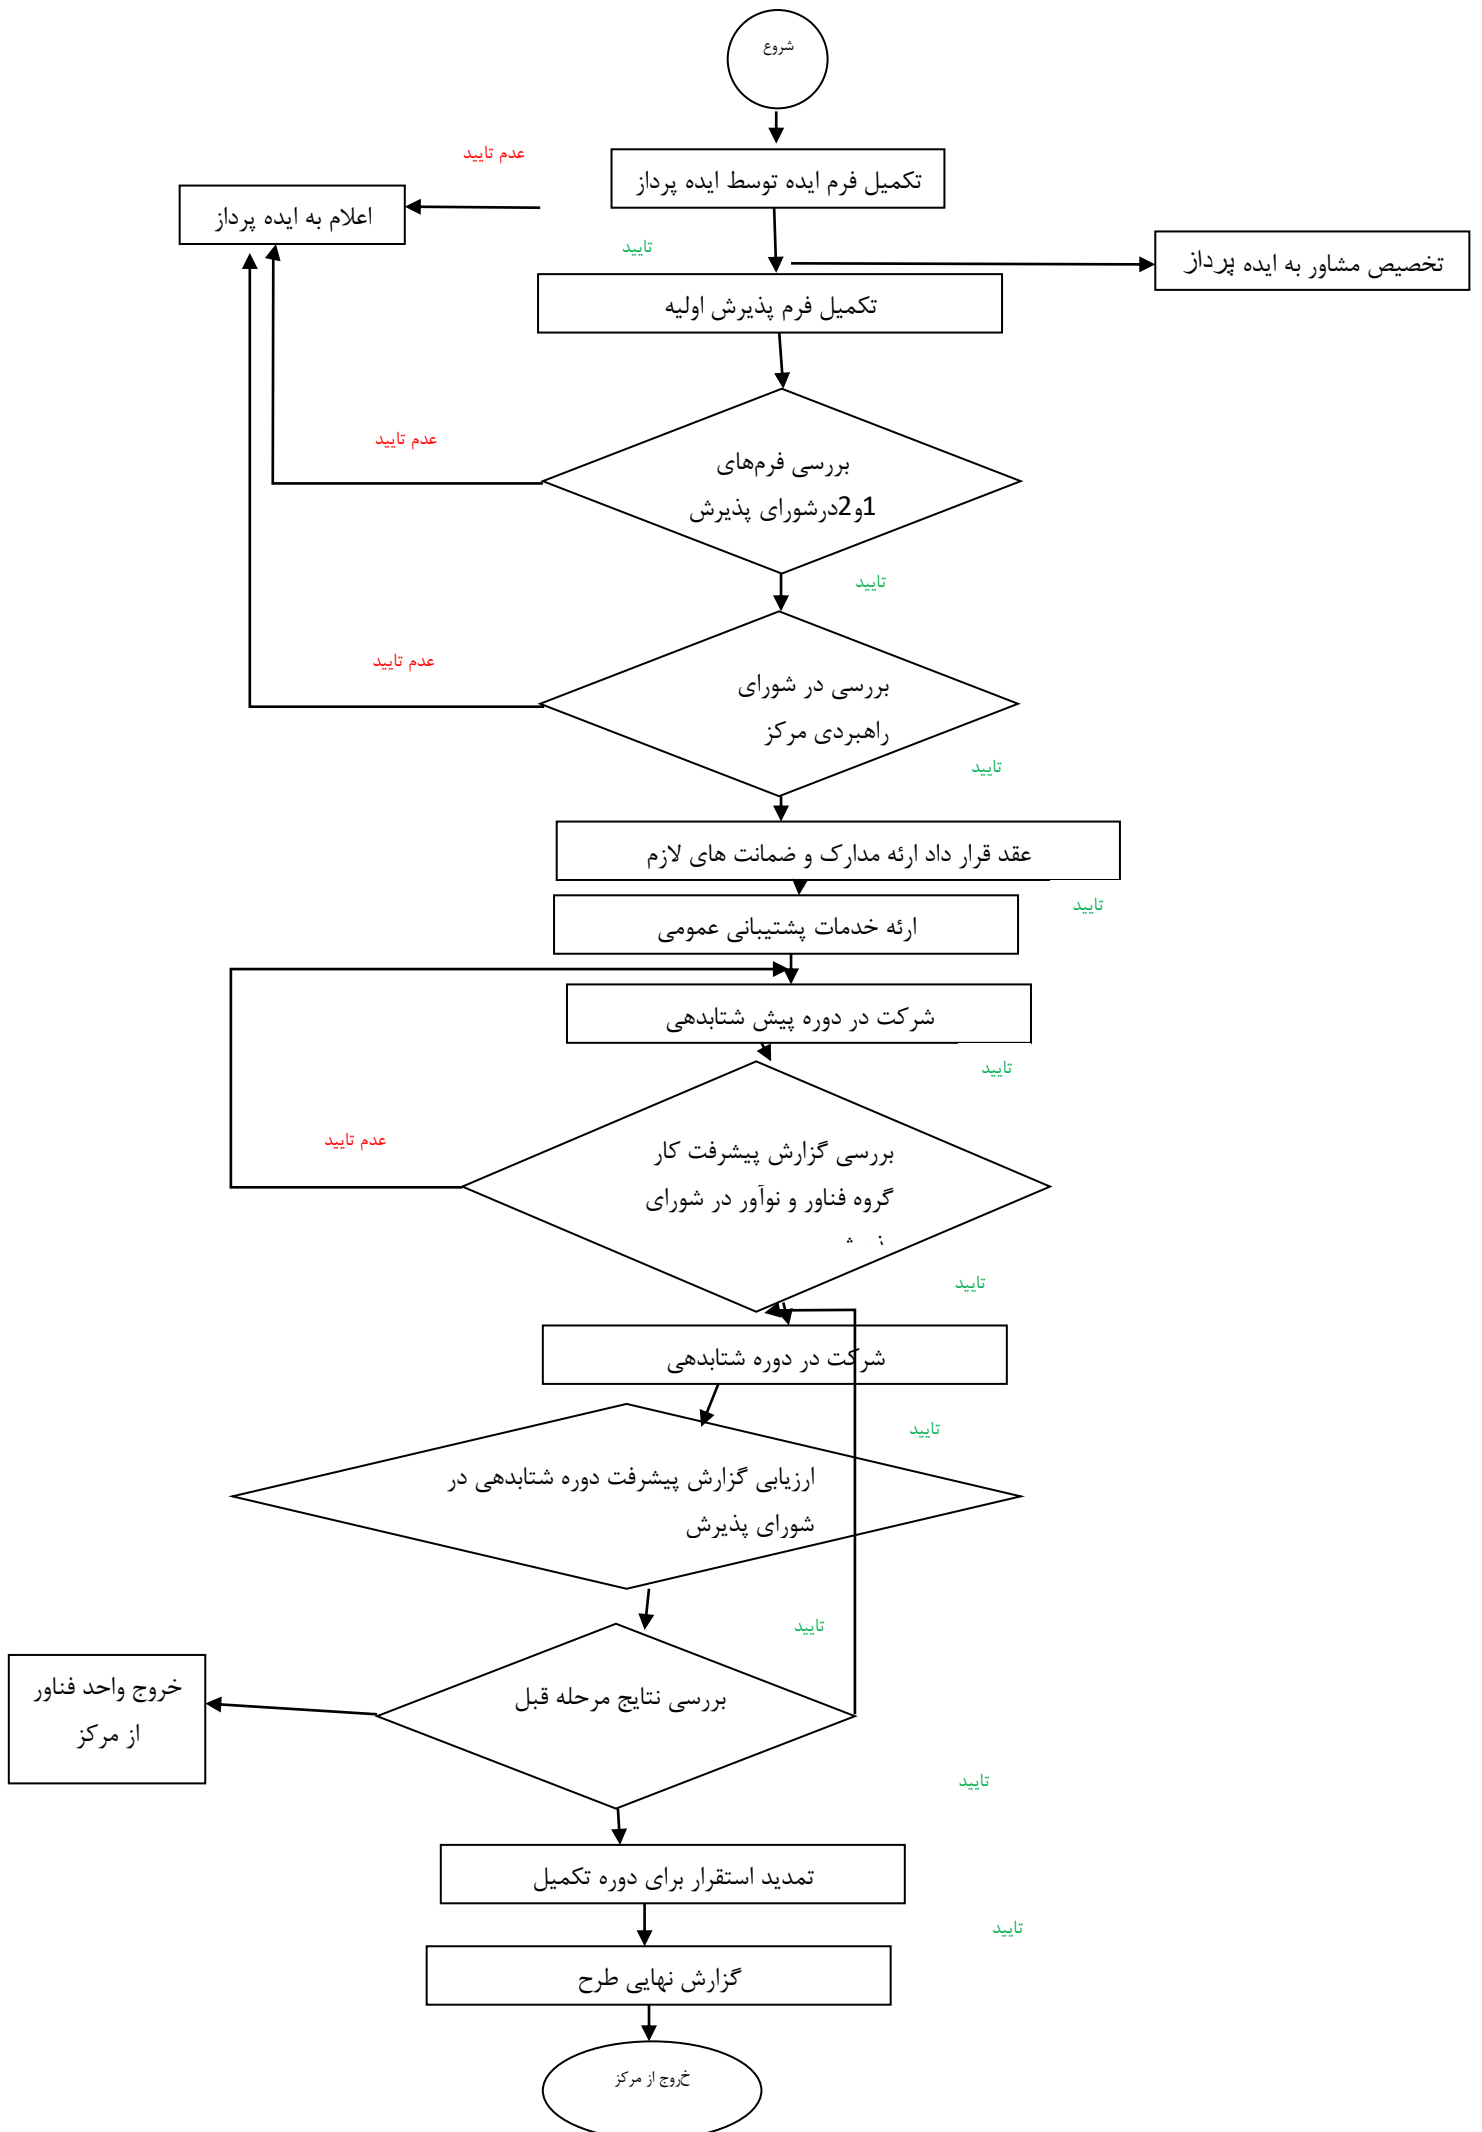 شروع
عدم تایید
تکمیل فرم ایده توسط ایده پرداز
اعلام به ایده پرداز
تایید
تخصیص مشاور به ایده پرداز
تکمیل فرم پذیرش اولیه
عدم تایید
بررسی فرم‌های
1و2درشورای پذیرش
تایید
عدم تایید
بررسی در شورای
راهبردی مرکز
تایید
عقد قرار داد ارئه مدارک و ضمانت های لازم
تایید
ارئه خدمات پشتیبانی عمومی
شرکت در دوره پیش شتابدهی
تایید
عدم تایید
بررسی گزارش پیشرفت کار
گروه فناور و نوآور در شورای
تایید
شرکت در دوره شتابدهی
تایید
ارزیابی گزارش پیشرفت دوره شتابدهی در
شورای پذیرش
تایید
خروج واحد فناور
از مرکز
بررسی نتایج مرحله قبل
تایید
تمدید استقرار برای دوره تکمیل
تایید
گزارش نهایی طرح
خروج از مرکز